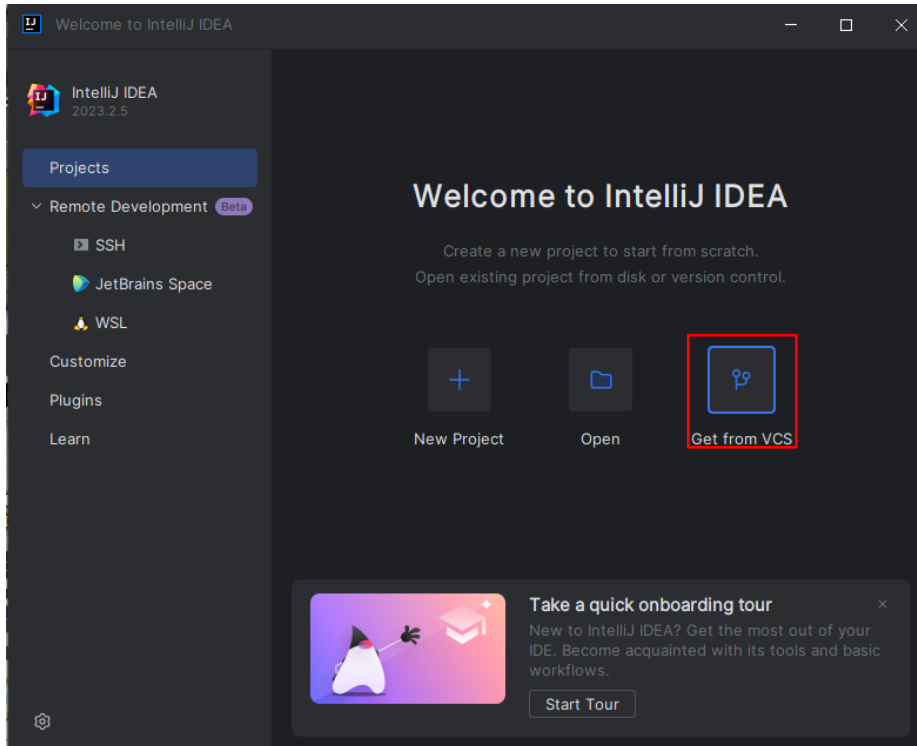 Welcome to IntelliJ IDEA
IntelliJ IDEA
2023.2.5
Projects
Remote Development Beta
SSH
JetBrains Space
WSL
Customize
Plugins
Learn
Welcome to IntelliJ IDEA
Create a new project to start from scratch.
Open existing project from disk or version control.
New Project
Open
Get from VCS
Take a quick onboarding tour
New to IntelliJ IDEA? Get the most out of your
IDE. Become acquainted with its tools and basic
workflows.
Start Tour